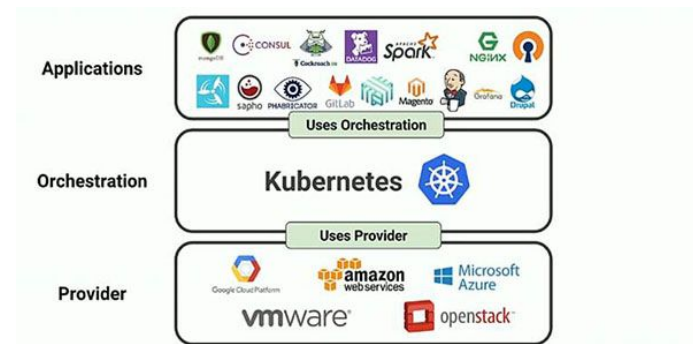 Applications
mongoDB
CONSUL
Cockroach DB
DATADOG
APACHE
Spark
NGiNX
sapho
PHABRICATOR
GitLab
Magento
Grafana
Drupal
Uses Orchestration
Orchestration
Kubernetes
Uses Provider
Provider
Google Cloud Platform
amazon
web services
Microsoft
Azure
vmware
openstack